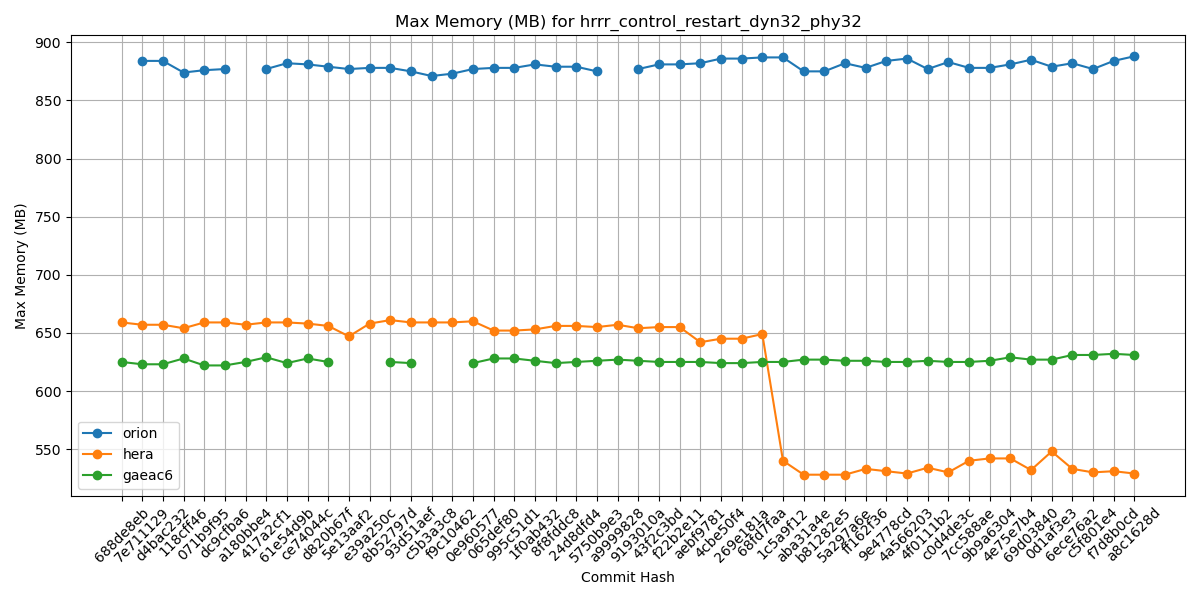 Max Memory (MB) for hrrr_control_restart_dyn32_phy32
Max Memory (MB)
900
850
800
750
700
650
600
550
orion
hera
gaeac6
688de8eb
7e711129
d4bac232
118cff46
071b9f95
dc9cfba6
a180bbe4
417a2cf1
61e54d9b
ce74044c
d820b67f
5e13aaf2
e39a250c
8b52797d
93d51aef
c5b3a3c8
f9c10462
0e960577
065def80
995c51d1
1f0ab432
8f8fdfc8
24d8dfd4
5750b9e3
a9999828
9193010a
43f2c3bd
f22b2e11
aebf9781
4cbe50f4
269e181a
68fd7faa
1c5a9f12
aba31a4e
b81282e5
5a297a6e
ff162f36
9e4778cd
4a566203
4f011b2
c0d4de3c
7cc588ae
9b9a6304
4e75e7b4
69d03840
0d1af3e3
6ece76a2
c5f801e4
f7d8b0cd
a8c1628d
Commit Hash